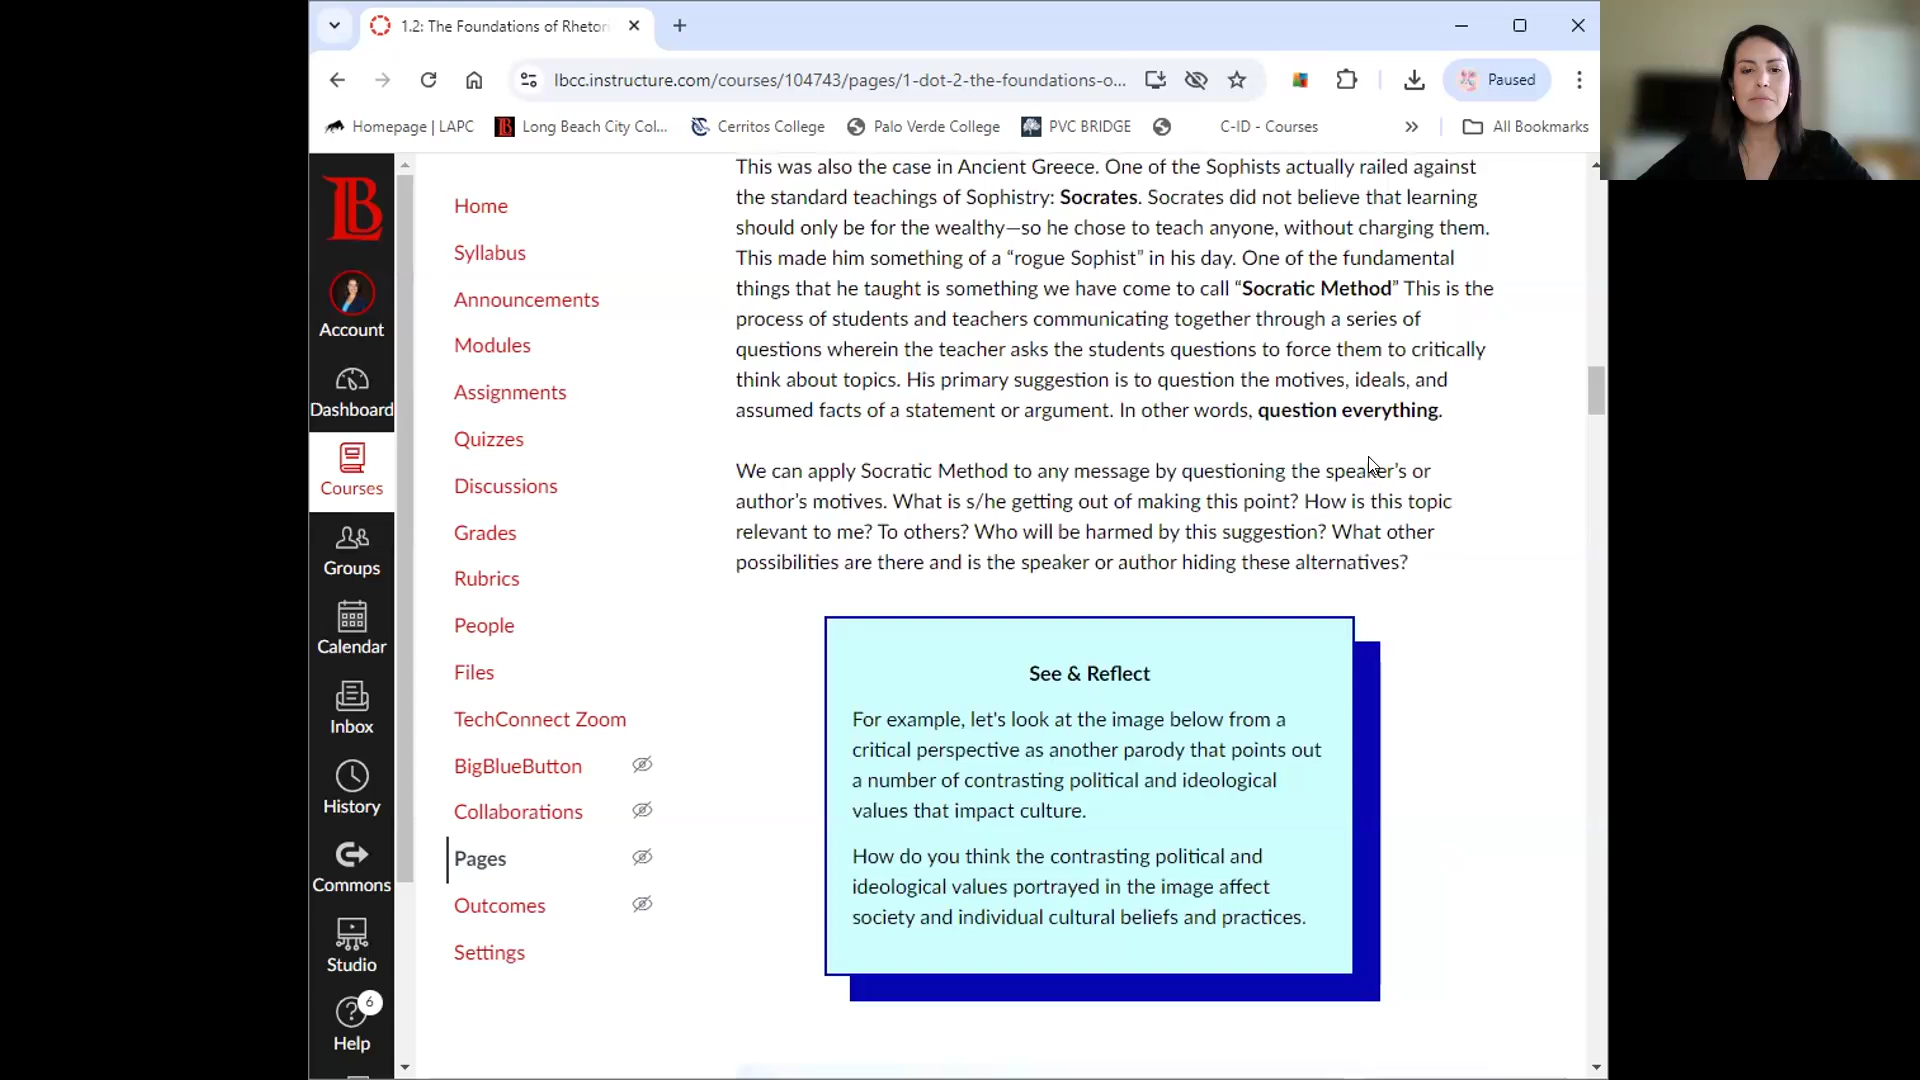 1.2: The Foundations of Rhetori
lbcc.instructure.com/courses/104743/pages/1-dot-2-the-foundations-o...
Paused
Homepage | LAPC
Long Beach City Col...
Cerritos College
Palo Verde College
PVC BRIDGE
C-ID - Courses
All Bookmarks
LB
Account
Dashboard
Courses
Groups
Calendar
Inbox
History
Commons
Studio
6
Help
Home
Syllabus
Announcements
Modules
Assignments
Quizzes
Discussions
Grades
Rubrics
People
Files
TechConnect Zoom
BigBlueButton
Collaborations
Pages
Outcomes
Settings
This was also the case in Ancient Greece. One of the Sophists actually railed against
the standard teachings of Sophistry: Socrates. Socrates did not believe that learning
should only be for the wealthy—so he chose to teach anyone, without charging them.
This made him something of a “rogue Sophist” in his day. One of the fundamental
things that he taught is something we have come to call “Socratic Method” This is the
process of students and teachers communicating together through a series of
questions wherein the teacher asks the students questions to force them to critically
think about topics. His primary suggestion is to question the motives, ideals, and
assumed facts of a statement or argument. In other words, question everything.
We can apply Socratic Method to any message by questioning the speaker’s or
author’s motives. What is s/he getting out of making this point? How is this topic
relevant to me? To others? Who will be harmed by this suggestion? What other
possibilities are there and is the speaker or author hiding these alternatives?
See & Reflect
For example, let's look at the image below from a
critical perspective as another parody that points out
a number of contrasting political and ideological
values that impact culture.
How do you think the contrasting political and
ideological values portrayed in the image affect
society and individual cultural beliefs and practices.